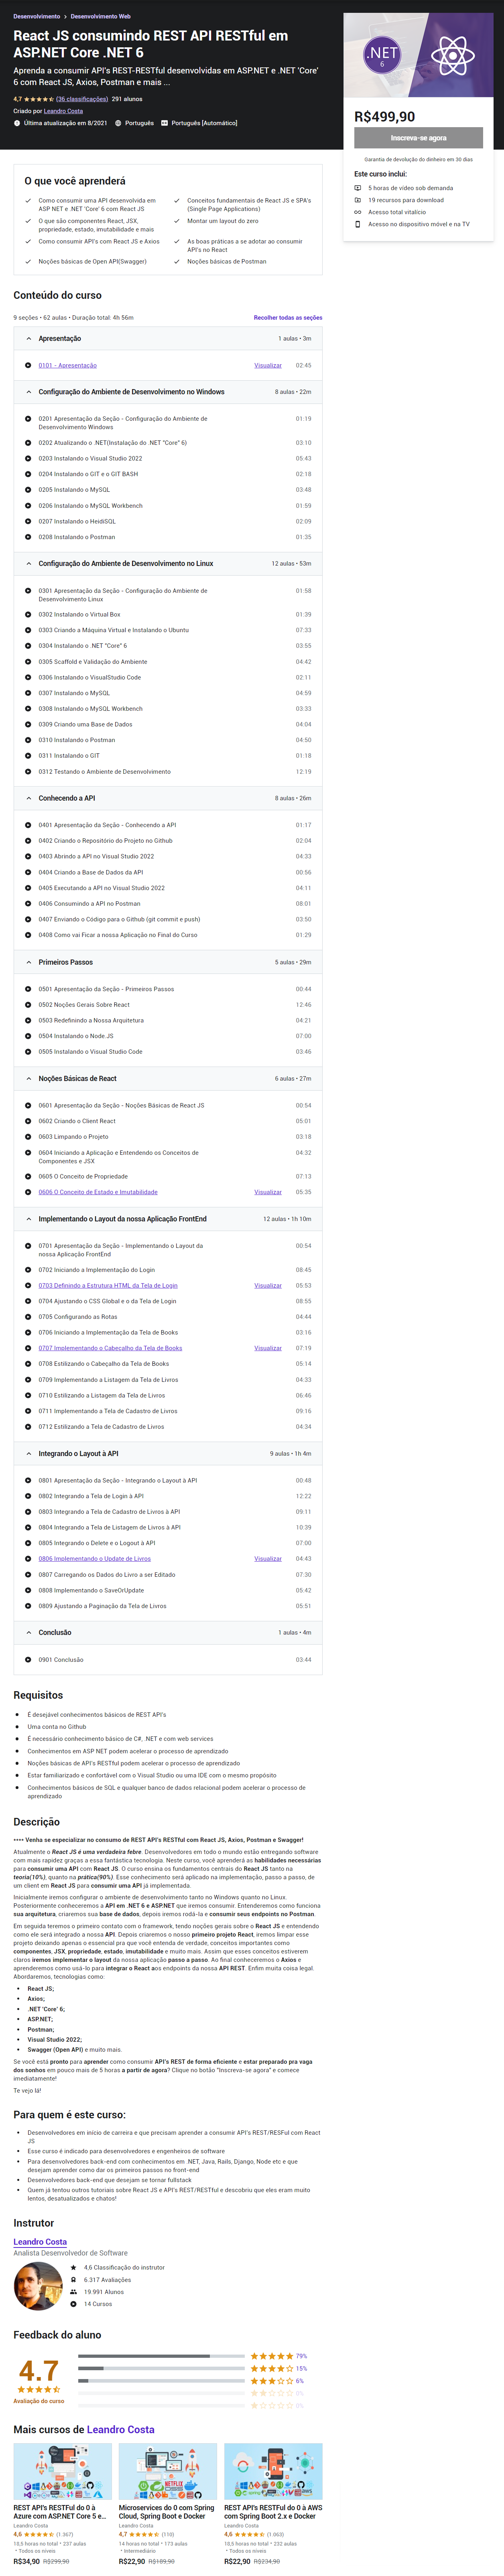 Desenvolvimento > Desenvolvimento Web
React JS consumindo REST API RESTful em
ASP.NET Core .NET 6
Aprenda a consumir API's REST-RESTful desenvolvidas em ASP.NET e .NET 'Core'
6 com React JS, Axios, Postman e mais ...
4,7 (36 classificações) 291 alunos
Criado por Leandro Costa
Última atualização em 8/2021 Português Português [Automático]
.NET
6
R$499,90
Inscreva-se agora
Garantia de devolução do dinheiro em 30 dias
Este curso inclui:
5 horas de vídeo sob demanda
19 recursos para download
Acesso total vitalício
Acesso no dispositivo móvel e na TV
O que você aprenderá
Como consumir uma API desenvolvida em
ASP NET e .NET 'Core' 6 com React JS
Conceitos fundamentais de React JS e SPA's
(Single Page Applications)
O que são componentes React, JSX,
propriedade, estado, imutabilidade e mais
Montar um layout do zero
Como consumir API's com React JS e Axios
As boas práticas a se adotar ao consumir
API's no React
Noções básicas de Open API(Swagger)
Noções básicas de Postman
Conteúdo do curso
9 seções • 62 aulas • Duração total: 4h 56m
Recolher todas as seções
Apresentação 1 aulas • 3m
0101 - Apresentação Visualizar 02:45
Configuração do Ambiente de Desenvolvimento no Windows 8 aulas • 22m
0201 Apresentação da Seção - Configuração do Ambiente de
Desenvolvimento Windows 01:19
0202 Atualizando o .NET(Instalação do .NET "Core" 6) 03:10
0203 Instalando o Visual Studio 2022 05:43
0204 Instalando o GIT e o GIT BASH 02:18
0205 Instalando o MySQL 03:48
0206 Instalando o MySQL Workbench 01:59
0207 Instalando o HeidiSQL 02:09
0208 Instalando o Postman 01:35
Configuração do Ambiente de Desenvolvimento no Linux 12 aulas • 53m
0301 Apresentação da Seção - Configuração do Ambiente de
Desenvolvimento Linux 01:58
0302 Instalando o Virtual Box 01:39
0303 Criando a Máquina Virtual e Instalando o Ubuntu 07:33
0304 Instalando o .NET "Core" 6 03:55
0305 Scaffold e Validação do Ambiente 04:42
0306 Instalando o VisualStudio Code 02:11
0307 Instalando o MySQL 04:59
0308 Instalando o MySQL Workbench 03:33
0309 Criando uma Base de Dados 04:04
0310 Instalando o Postman 04:50
0311 Instalando o GIT 01:18
0312 Testando o Ambiente de Desenvolvimento 12:19
Conhecendo a API 8 aulas • 26m
0401 Apresentação da Seção - Conhecendo a API 01:17
0402 Criando o Repositório do Projeto no Github 02:04
0403 Abrindo a API no Visual Studio 2022 04:33
0404 Criando a Base de Dados da API 00:56
0405 Executando a API no Visual Studio 2022 04:11
0406 Consumindo a API no Postman 08:01
0407 Enviando o Código para o Github (git commit e push) 03:50
0408 Como vai Ficar a nossa Aplicação no Final do Curso 01:29
Primeiros Passos 5 aulas • 29m
0501 Apresentação da Seção - Primeiros Passos 00:44
0502 Noções Gerais Sobre React 12:46
0503 Redefinindo a Nossa Arquitetura 04:21
0504 Instalando o Node.JS 07:00
0505 Instalando o Visual Studio Code 03:46
Noções Básicas de React 6 aulas • 27m
0601 Apresentação da Seção - Noções Básicas de React JS 00:54
0602 Criando o Client React 05:01
0603 Limpando o Projeto 03:18
0604 Iniciando a Aplicação e Entendendo os Conceitos de
Componentes e JSX 04:32
0605 O Conceito de Propriedade 07:13
0606 O Conceito de Estado e Imutabilidade Visualizar 05:35
Implementando o Layout da nossa Aplicação FrontEnd 12 aulas • 1h 10m
0701 Apresentação da Seção - Implementando o Layout da
nossa Aplicação FrontEnd 00:54
0702 Iniciando a Implementação do Login 08:45
0703 Definindo a Estrutura HTML da Tela de Login Visualizar 05:53
0704 Ajustando o CSS Global e o da Tela de Login 08:55
0705 Configurando as Rotas 04:44
0706 Iniciando a Implementação da Tela de Books 03:16
0707 Implementando o Cabeçalho da Tela de Books Visualizar 07:19
0708 Estilizando o Cabeçalho da Tela de Books 05:14
0709 Implementando a Listagem da Tela de Livros 04:33
0710 Estilizando a Listagem da Tela de Livros 06:46
0711 Implementando a Tela de Cadastro de Livros 09:16
0712 Estilizando a Tela de Cadastro de Livros 04:34
Integrando o Layout à API 9 aulas • 1h 4m
0801 Apresentação da Seção - Integrando o Layout à API 00:48
0802 Integrando a Tela de Login à API 12:22
0803 Integrando a Tela de Cadastro de Livros à API 09:11
0804 Integrando a Tela de Listagem de Livros à API 10:39
0805 Integrando o Delete e o Logout à API 07:00
0806 Implementando o Update de Livros Visualizar 04:43
0807 Carregando os Dados do Livro a ser Editado 07:30
0808 Implementando o SaveOrUpdate 05:42
0809 Ajustando a Paginação da Tela de Livros 05:51
Conclusão 1 aulas • 4m
0901 Conclusão 03:44
Requisitos
É desejável conhecimentos básicos de REST API's
Uma conta no Github
É necessário conhecimento básico de C#, .NET e com web services
Conhecimentos em ASP NET podem acelerar o processo de aprendizado
Noções básicas de API's RESTful podem acelerar o processo de aprendizado
Estar familiarizado e confortável com o Visual Studio ou uma IDE com o mesmo propósito
Conhecimentos básicos de SQL e qualquer banco de dados relacional podem acelerar o processo de
aprendizado
Descrição
**** Venha se especializar no consumo de REST API's RESTful com React JS, Axios, Postman e Swagger!
Atualmente o React JS é uma verdadeira febre. Desenvolvedores em todo o mundo estão entregando software
com mais rapidez graças a essa fantástica tecnologia. Neste curso, você aprenderá as habilidades necessárias
para consumir uma API com React JS. O curso ensina os fundamentos centrais do React JS tanto na
teoria(10%), quanto na prática(90%). Esse conhecimento será aplicado na implementação, passo a passo, de
um client em React JS para consumir uma API já implementada.
Inicialmente iremos configurar o ambiente de desenvolvimento tanto no Windows quanto no Linux.
Posteriormente conheceremos a API em .NET 6 e ASP.NET que iremos consumir. Entenderemos como funciona
sua arquitetura, criaremos sua base de dados, depois iremos rodá-la e consumir seus endpoints no Postman.
Em seguida teremos o primeiro contato com o framework, tendo noções gerais sobre o React JS e entendendo
como ele será integrado a nossa API. Depois criaremos o nosso primeiro projeto React, iremos limpar esse
projeto deixando apenas o essencial pra que você entenda de verdade, conceitos importantes como
componentes, JSX, propriedade, estado, imutabilidade e muito mais. Assim que esses conceitos estiverem
claros iremos implementar o layout da nossa aplicação passo a passo. Ao final conheceremos o Axios e
aprenderemos como usá-lo para integrar o React aos endpoints da nossa API REST. Enfim muita coisa legal.
Abordaremos, tecnologias como:
React JS;
Axios;
.NET 'Core' 6;
ASP.NET;
Postman;
Visual Studio 2022;
Swagger (Open API) e muito mais.
Se você está pronto para aprender como consumir API's REST de forma eficiente e estar preparado pra vaga
dos sonhos em pouco mais de 5 horas a partir de agora? Clique no botão "Inscreva-se agora" e comece
imediatamente!
Te vejo lá!
Para quem é este curso:
Desenvolvedores em início de carreira e que precisam aprender a consumir API's REST/RESFul com React
JS
Esse curso é indicado para desenvolvedores e engenheiros de software
Para desenvolvedores back-end com conhecimentos em .NET, Java, Rails, Django, Node etc e que
desejam aprender como dar os primeiros passos no front-end
Desenvolvedores back-end que desejam se tornar fullstack
Quem já tentou outros tutoriais sobre React JS e API's REST/RESTful e descobriu que eles eram muito
lentos, desatualizados e chatos!
Instrutor
Leandro Costa
Analista Desenvolvedor de Software
4,6 Classificação do instrutor
6.317 Avaliações
19.991 Alunos
14 Cursos
Feedback do aluno
4.7
Avaliação do curso
79%
15%
6%
0%
0%
Mais cursos de Leandro Costa
REST API's RESTFul do 0 à
Azure com ASP.NET Core 5 e...
Leandro Costa
4,6 (1.367)
18,5 horas no total • 237 aulas
• Todos os níveis
R$34,90 R$299,90
Microservices do 0 com Spring
Cloud, Spring Boot e Docker
Leandro Costa
4,7 (110)
14 horas no total • 173 aulas
• Intermediário
R$22,90 R$189,90
REST API's RESTFul do 0 à AWS
com Spring Boot 2.x e Docker
Leandro Costa
4,6 (1.063)
18,5 horas no total • 232 aulas
• Todos os níveis
R$22,90 R$234,90